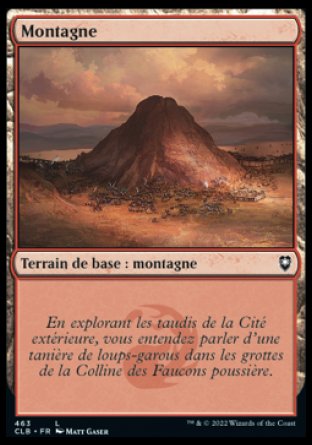 Montagne
Terrain de base : montagne
En explorant les taudis de la Cité
extérieure, vous entendez parler d'une
tanière de loups-garous dans les grottes
de la Colline des Faucons poussière.
463 L
CLB • FR Matt Gaser
™ & © 2022 Wizards of the Coast